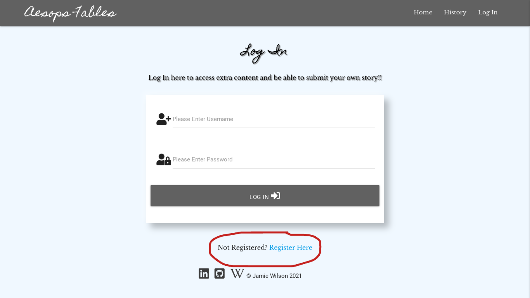 Aesops-Fables
Home History Log In
Log In
Log In here to access extra content and be able to submit your own story!!
Please Enter Username
Please Enter Password
LOG IN
Not Registered? Register Here
© Jamie Wilson 2021